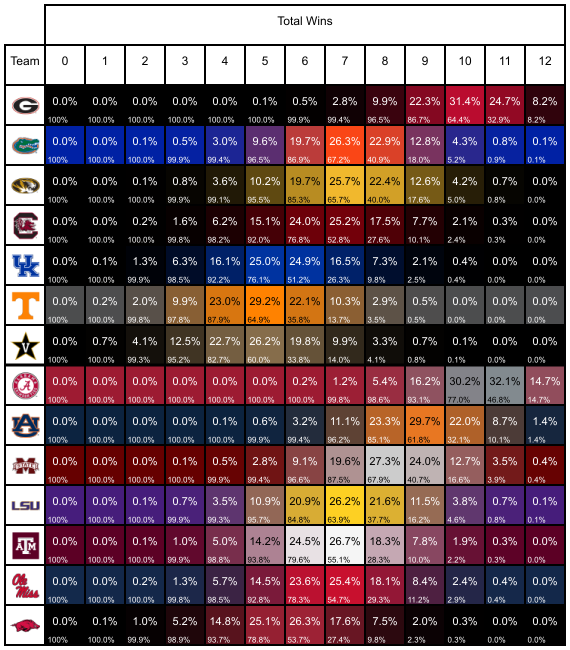 Total Wins
Team 0 1 2 3 4 5 6 7 8 9 10 11 12
G 0.0% 0.0% 0.0% 0.0% 0.0% 0.1% 0.5% 2.8% 9.9% 22.3% 31.4% 24.7% 8.2%
100% 100.0% 100.0% 100.0% 100.0% 100.0% 99.9% 99.4% 96.5% 86.7% 64.4% 32.9% 8.2%
0.0% 0.0% 0.1% 0.5% 3.0% 9.6% 19.7% 26.3% 22.9% 12.8% 4.3% 0.8% 0.1%
100% 100.0% 100.0% 99.9% 99.4% 96.5% 86.9% 67.2% 40.9% 18.0% 5.2% 0.9% 0.1%
0.0% 0.0% 0.1% 0.8% 3.6% 10.2% 19.7% 25.7% 22.4% 12.6% 4.2% 0.7% 0.0%
100% 100.0% 100.0% 99.9% 99.1% 95.5% 85.3% 65.7% 40.0% 17.6% 5.0% 0.8% 0.0%
C 0.0% 0.0% 0.2% 1.6% 6.2% 15.1% 24.0% 25.2% 17.5% 7.7% 2.1% 0.3% 0.0%
100% 100.0% 100.0% 99.8% 98.2% 92.0% 76.8% 52.8% 27.6% 10.1% 2.4% 0.3% 0.0%
UK 0.0% 0.1% 1.3% 6.3% 16.1% 25.0% 24.9% 16.5% 7.3% 2.1% 0.4% 0.0% 0.0%
100% 100.0% 99.9% 98.5% 92.2% 76.1% 51.2% 26.3% 9.8% 2.5% 0.4% 0.0% 0.0%
T 0.0% 0.2% 2.0% 9.9% 23.0% 29.2% 22.1% 10.3% 2.9% 0.5% 0.0% 0.0% 0.0%
100% 100.0% 99.8% 97.8% 87.9% 64.9% 35.8% 13.7% 3.5% 0.5% 0.0% 0.0% 0.0%
V 0.0% 0.7% 4.1% 12.5% 22.7% 26.2% 19.8% 9.9% 3.3% 0.7% 0.1% 0.0% 0.0%
100% 100.0% 99.3% 95.2% 82.7% 60.0% 33.8% 14.0% 4.1% 0.8% 0.1% 0.0% 0.0%
A 0.0% 0.0% 0.0% 0.0% 0.0% 0.0% 0.2% 1.2% 5.4% 16.2% 30.2% 32.1% 14.7%
100% 100.0% 100.0% 100.0% 100.0% 100.0% 100.0% 99.8% 98.6% 93.1% 77.0% 46.8% 14.7%
AU 0.0% 0.0% 0.0% 0.0% 0.1% 0.6% 3.2% 11.1% 23.3% 29.7% 22.0% 8.7% 1.4%
100% 100.0% 100.0% 100.0% 100.0% 99.9% 99.4% 96.2% 85.1% 61.8% 32.1% 10.1% 1.4%
M STATE 0.0% 0.0% 0.0% 0.1% 0.5% 2.8% 9.1% 19.6% 27.3% 24.0% 12.7% 3.5% 0.4%
100% 100.0% 100.0% 100.0% 99.9% 99.4% 96.6% 87.5% 67.9% 40.7% 16.6% 3.9% 0.4%
LSU 0.0% 0.0% 0.1% 0.7% 3.5% 10.9% 20.9% 26.2% 21.6% 11.5% 3.8% 0.7% 0.1%
100% 100.0% 100.0% 99.9% 99.3% 95.7% 84.8% 63.9% 37.7% 16.2% 4.6% 0.8% 0.1%
ATM 0.0% 0.0% 0.1% 1.0% 5.0% 14.2% 24.5% 26.7% 18.3% 7.8% 1.9% 0.3% 0.0%
100% 100.0% 100.0% 99.9% 98.8% 93.8% 79.6% 55.1% 28.3% 10.0% 2.2% 0.3% 0.0%
Ole Miss 0.0% 0.0% 0.2% 1.3% 5.7% 14.5% 23.6% 25.4% 18.1% 8.4% 2.4% 0.4% 0.0%
100% 100.0% 100.0% 99.8% 98.5% 92.8% 78.3% 54.7% 29.3% 11.2% 2.9% 0.4% 0.0%
0.0% 0.1% 1.0% 5.2% 14.8% 25.1% 26.3% 17.6% 7.5% 2.0% 0.3% 0.0% 0.0%
100% 100.0% 99.9% 98.9% 93.7% 78.8% 53.7% 27.4% 9.8% 2.3% 0.3% 0.0% 0.0%